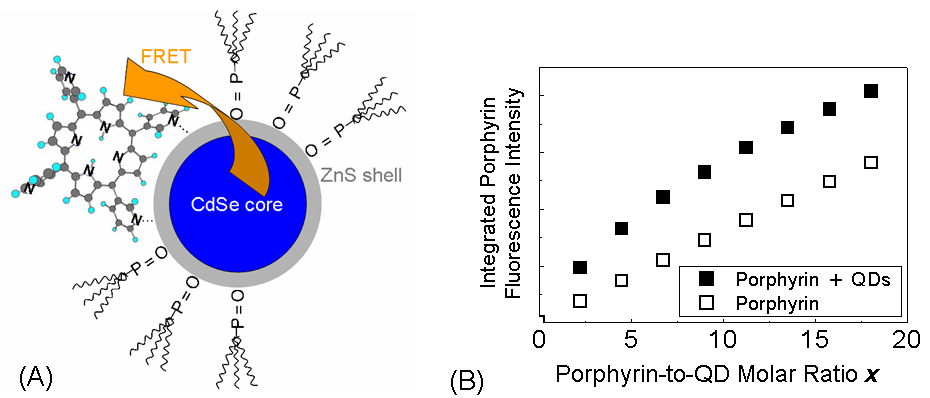 FRET
O=P
O=P
O=P
ZnS shell
CdSe core
N
N
N
N
N
N
N
N
P=O
P=O
P=O
(A)
Integrated Porphyrin
Fluorescence Intensity
Porphyrin + QDs
Porphyrin
0 5 10 15 20
Porphyrin-to-QD Molar Ratio x
(B)